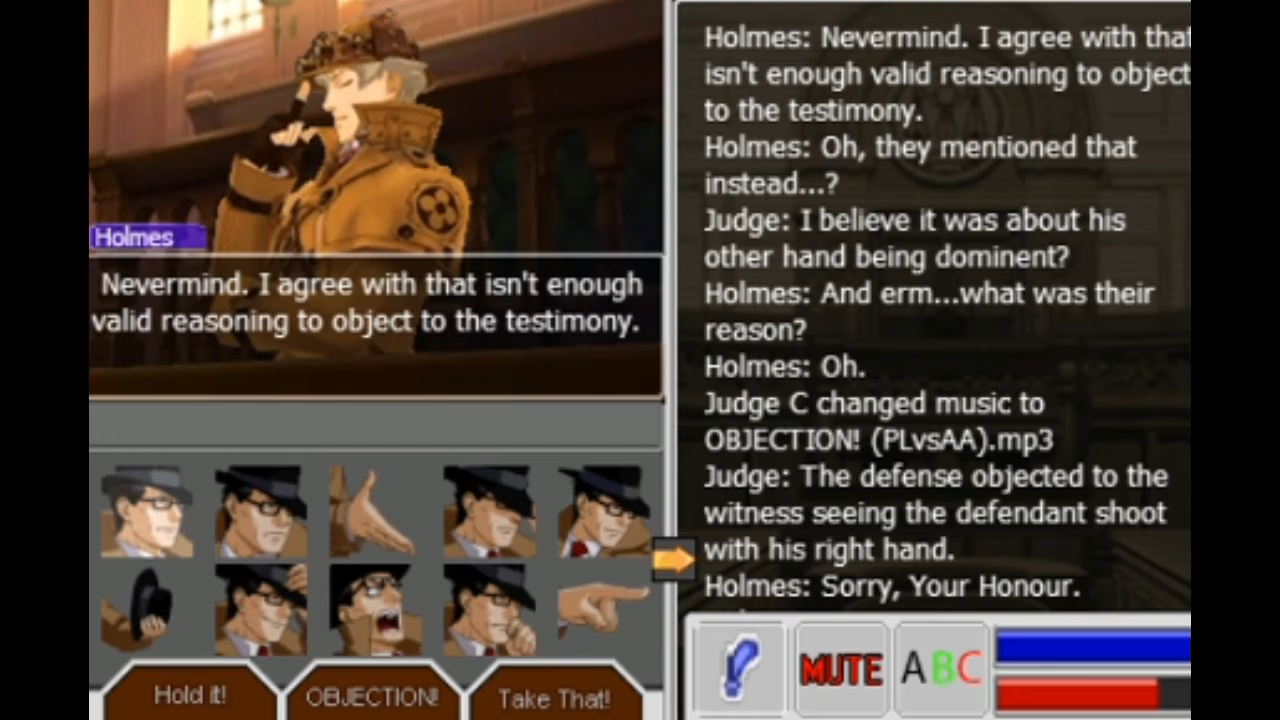 Holmes
Nevermind. I agree with that isn't enough
valid reasoning to object to the testimony.
Hold it!
OBJECTION!
Take That!
Holmes: Nevermind. I agree with that
isn't enough valid reasoning to object
to the testimony.
Holmes: Oh, they mentioned that
instead...?
Judge: I believe it was about his
other hand being dominent?
Holmes: And erm...what was their
reason?
Holmes: Oh.
Judge C changed music to
OBJECTION! (PLvsAA).mp3
Judge: The defense objected to the
witness seeing the defendant shoot
with his right hand.
Holmes: Sorry, Your Honour.
MUTE
ABC